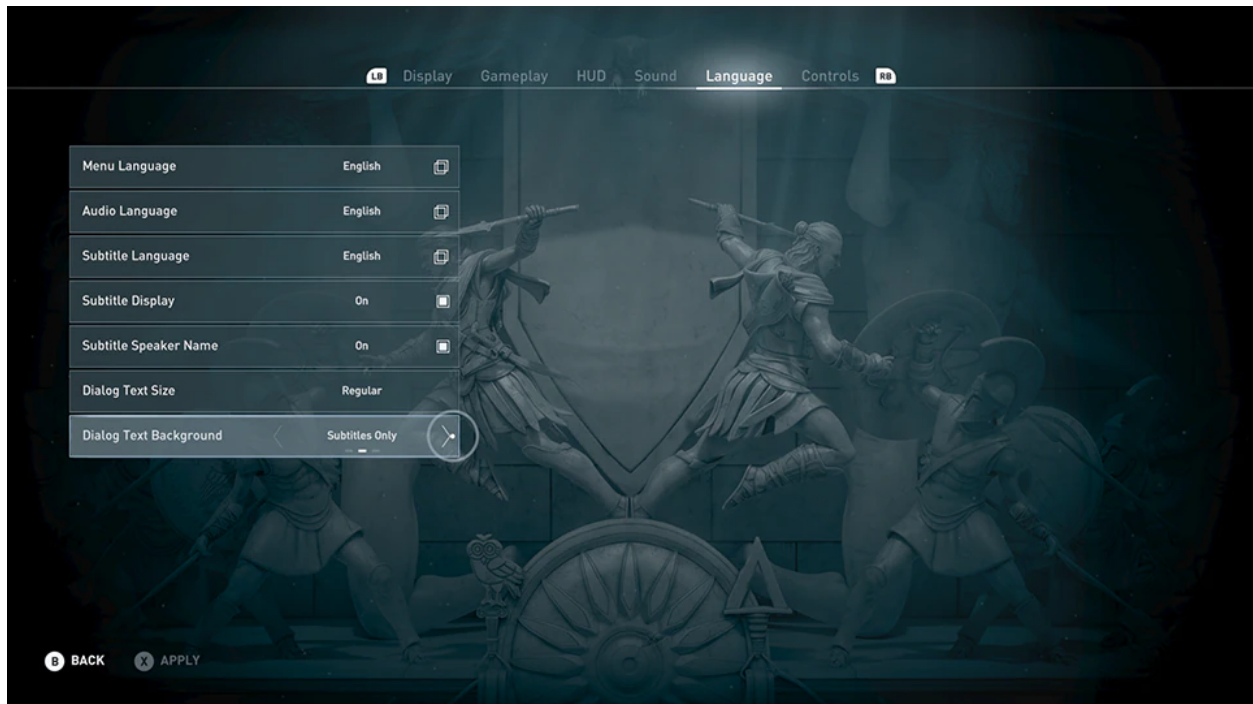 LB Display Gameplay HUD Sound Language Controls RB
Menu Language English
Audio Language English
Subtitle Language English
Subtitle Display On
Subtitle Speaker Name On
Dialog Text Size Regular
Dialog Text Background Subtitles Only
B BACK X APPLY